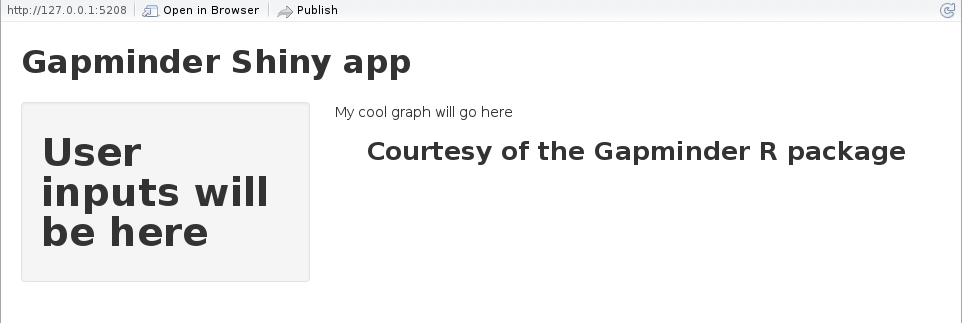 http://127.0.0.1:5208 Open in Browser Publish
Gapminder Shiny app
User
inputs will
be here
My cool graph will go here
Courtesy of the Gapminder R package